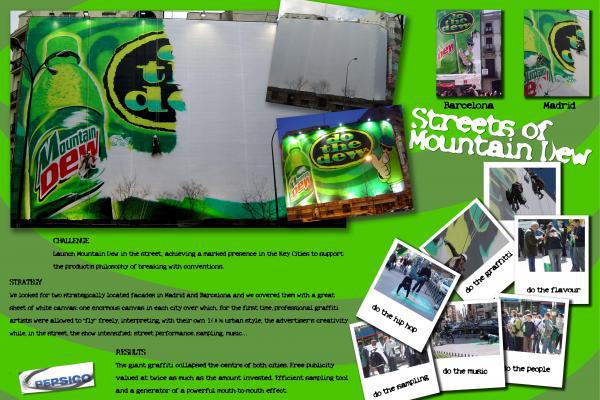 do
the
de
Mountain
Dew
do
the
dew
Barcelona
Madrid
Streets of
Mountain Dew
CHALLENGE
Launch Mountain Dew in the street, achieving a marked presence in the Key Cities to support
the product's philosophy of breaking with conventions.
STRATEGY
We looked for two strategically located facades in Madrid and Barcelona and we covered them with a great
sheet of white canvas: one enormous canvas in each city over which, for the first time, professional graffiti
artists were allowed to "fly" freely, interpreting, with their own 100% urban style, the advertiser's creativity
while, in the street, the show intensified: street performance, sampling, music...
RESULTS
The giant graffiti collapsed the centre of both cities. Free publicity
valued at twice as much as the amount invested. Efficient sampling tool
and a generator of a powerful mouth-to-mouth effect.
PEPSICO
do the graffiti
do the flavour
do the hip hop
do the sampling
do the music
do the people